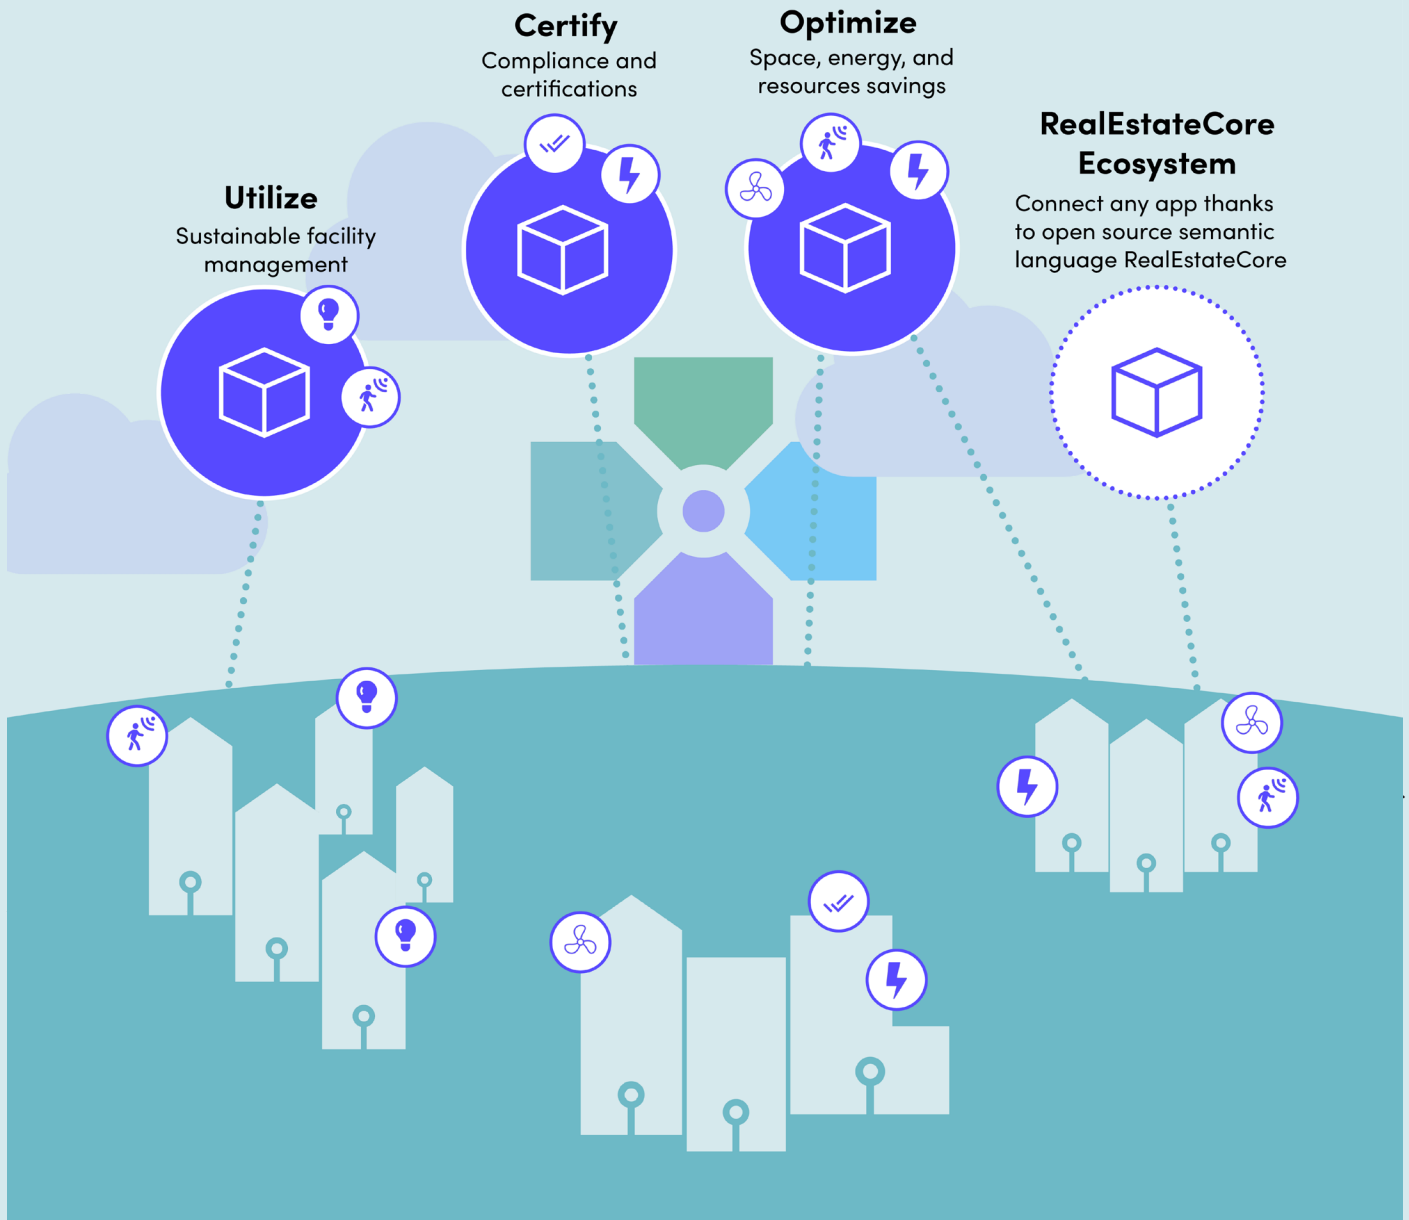 Certify
Compliance and
certifications
Optimize
Space, energy, and
resources savings
RealEstateCore
Ecosystem
Connect any app thanks
to open source semantic
language RealEstateCore
Utilize
Sustainable facility
management